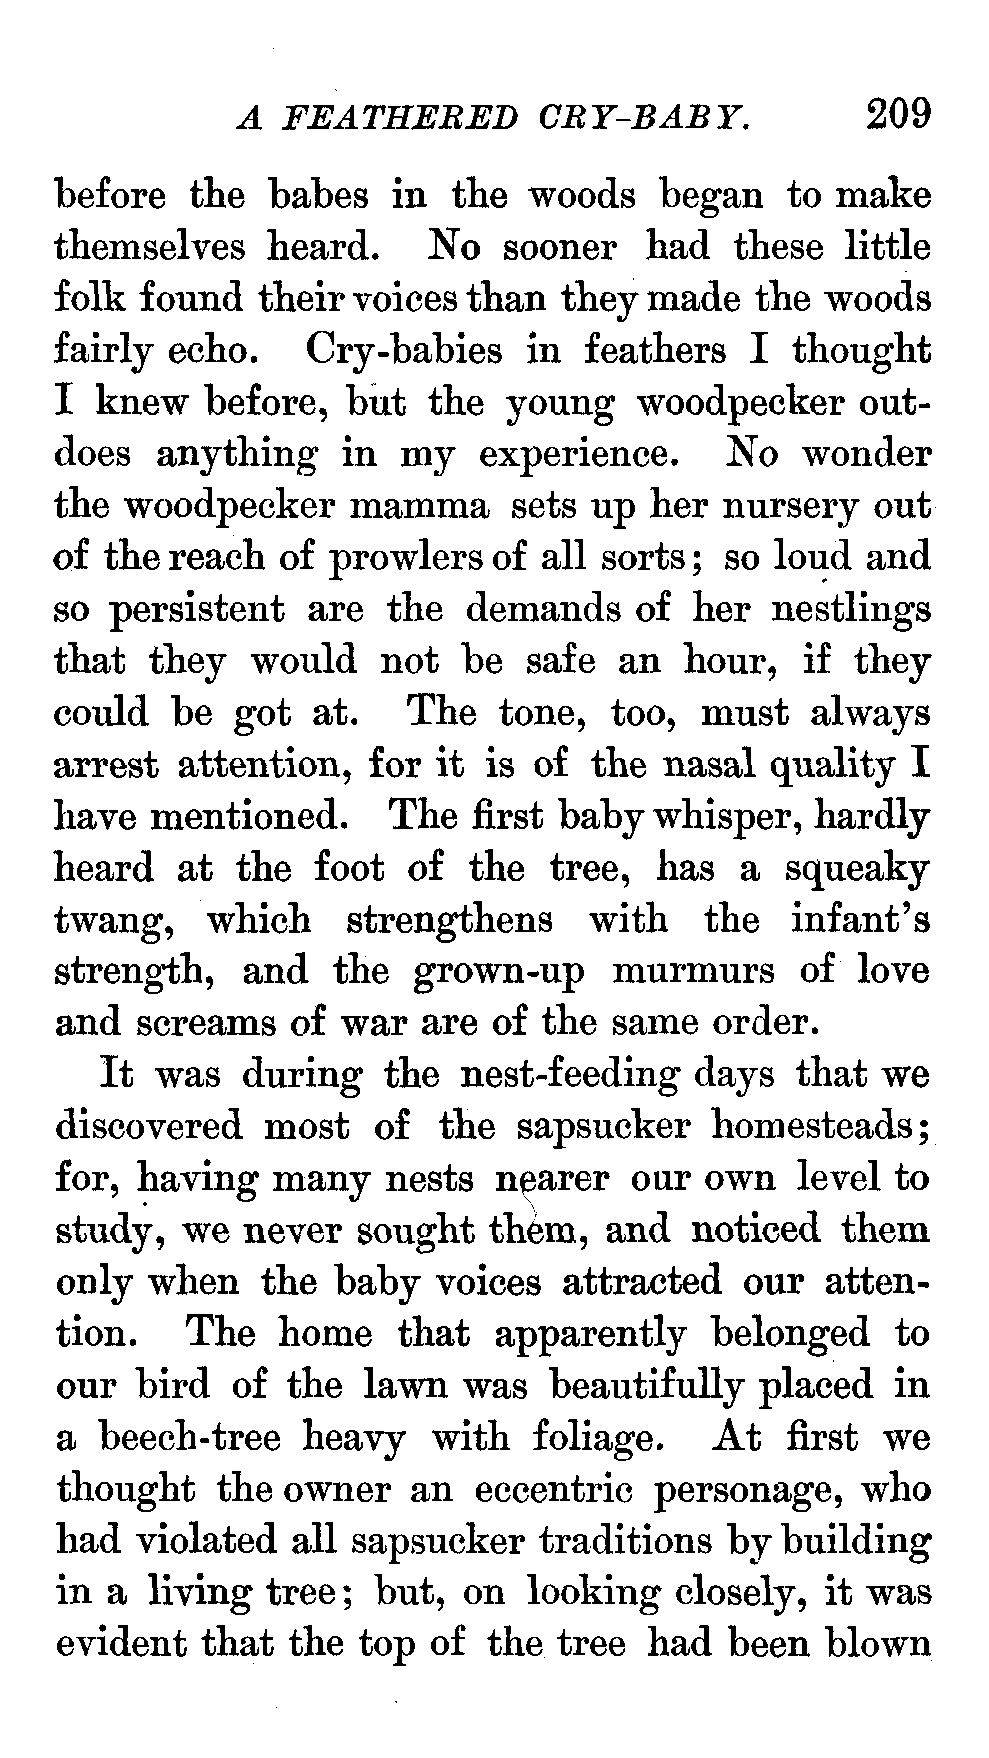 A FEATHERED CRY-BABY. 209
before the babes in the woods began to make
themselves heard. No sooner had these little
folk found their voices than they made the woods
fairly echo. Cry-babies in feathers I thought
I knew before, but the young woodpecker out-
does anything in my experience. No wonder
the woodpecker mamma sets up her nursery out
of the reach of prowlers of all sorts; so loud and
so persistent are the demands of her nestlings
that they would not be safe an hour, if they
could be got at. The tone, too, must always
arrest attention, for it is of the nasal quality I
have mentioned. The first baby whisper, hardly
heard at the foot of the tree, has a squeaky
twang, which strengthens with the infant's
strength, and the grown-up murmurs of love
and screams of war are of the same order.
It was during the nest-feeding days that we
discovered most of the sapsucker homesteads;
for, having many nests nearer our own level to
study, we never sought them, and noticed them
only when the baby voices attracted our atten-
tion. The home that apparently belonged to
our bird of the lawn was beautifully placed in
a beech-tree heavy with foliage. At first we
thought the owner an eccentric personage, who
had violated all sapsucker traditions by building
in a living tree; but, on looking closely, it was
evident that the top of the tree had been blown